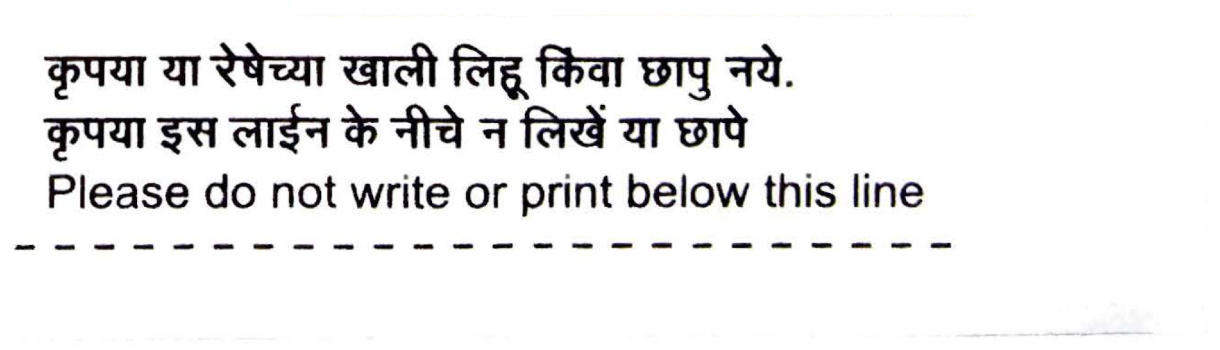 कृपया या रेषेच्या खाली लिहू किंवा छापु नये.
कृपया इस लाईन के नीचे न लिखें या छापे
Please do not write or print below this line